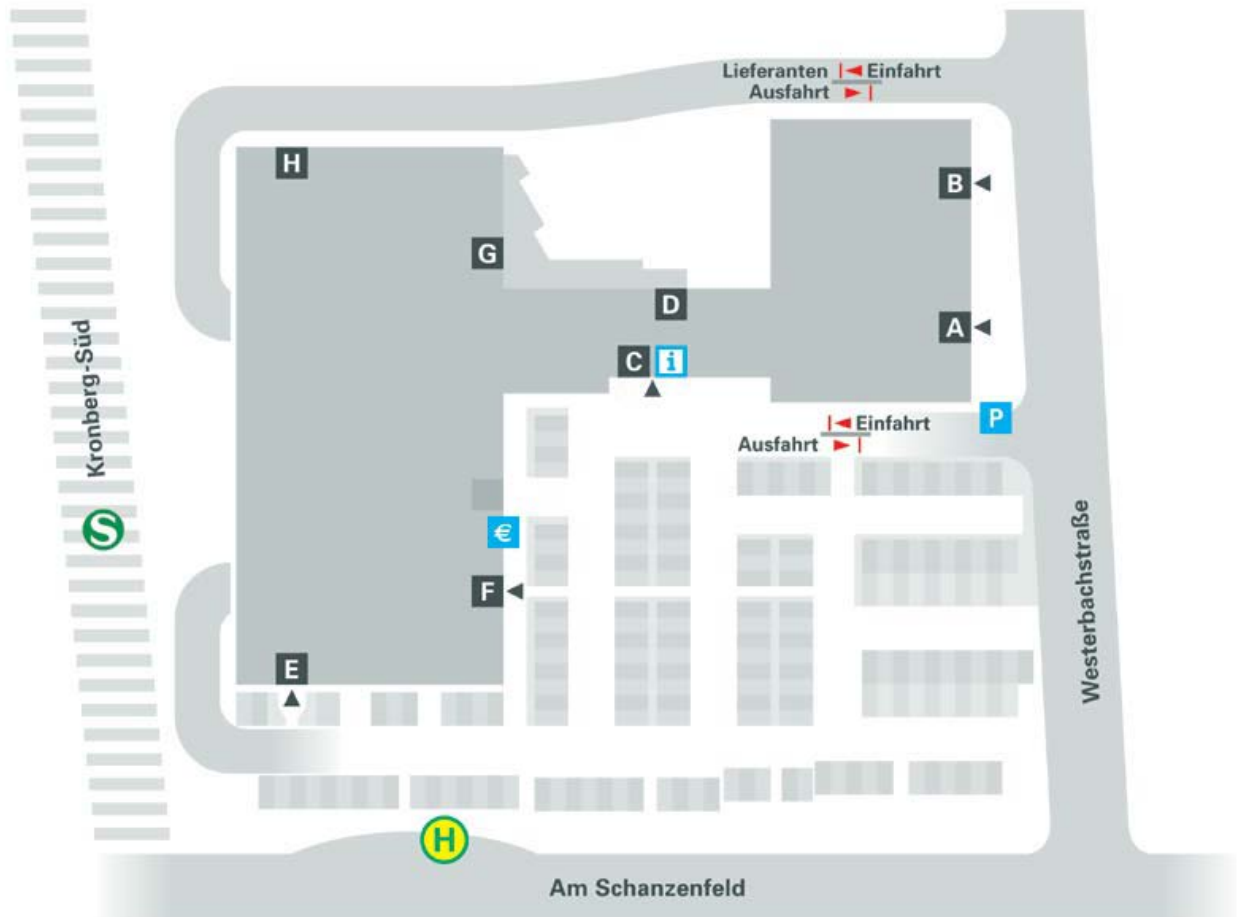 Lieferanten Einfahrt
Ausfahrt
H
B
G
D
A
C i
Kronberg-Süd
P
Einfahrt
Ausfahrt
S
€
F
Westerbachstraße
E
H
Am Schanzenfeld